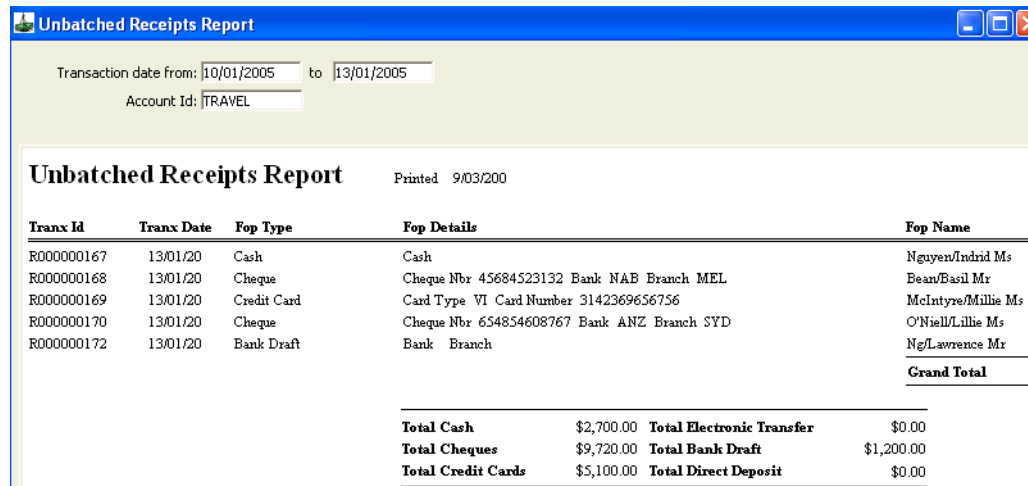 Unbatched Receipts Report
Transaction date from: 10/01/2005 to 13/01/2005
Account Id: TRAVEL
Unbatched Receipts Report Printed 9/03/200
Tranx Id Tranx Date Fop Type Fop Details Fop Name
R000000167 13/01/20 Cash Cash Nguyen/Indrid Ms
R000000168 13/01/20 Cheque Cheque Nbr 45684523132 Bank NAB Branch MEL Bean/Basil Mr
R000000169 13/01/20 Credit Card Card Type VI Card Number 3142369656756 McIntyre/Millie Ms
R000000170 13/01/20 Cheque Cheque Nbr 654854608767 Bank ANZ Branch SYD O'Niell/Lillie Ms
R000000172 13/01/20 Bank Draft Bank Branch Ng/Lawrence Mr
Grand Total
Total Cash $2,700.00 Total Electronic Transfer $0.00
Total Cheques $9,720.00 Total Bank Draft $1,200.00
Total Credit Cards $5,100.00 Total Direct Deposit $0.00